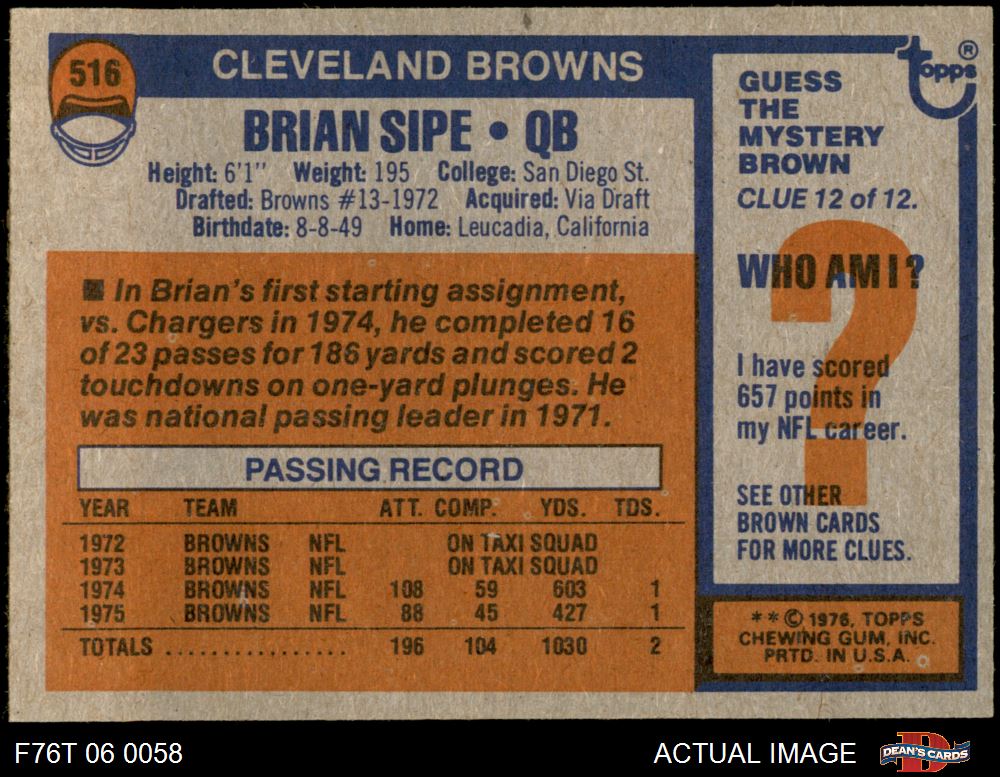 516
CLEVELAND BROWNS
BRIAN SIPE • QB
Height: 6'1" Weight: 195 College: San Diego St.
Drafted: Browns #13-1972 Acquired: Via Draft
Birthdate: 8-8-49 Home: Leucadia, California
■ In Brian's first starting assignment,
vs. Chargers in 1974, he completed 16
of 23 passes for 186 yards and scored 2
touchdowns on one-yard plunges. He
was national passing leader in 1971.
PASSING RECORD
YEAR TEAM ATT. COMP. YDS. TDS.
1972 BROWNS NFL ON TAXI SQUAD
1973 BROWNS NFL ON TAXI SQUAD
1974 BROWNS NFL 108 59 603 1
1975 BROWNS NFL 88 45 427 1
TOTALS ................ 196 104 1030 2
Topps ®
GUESS
THE
MYSTERY
BROWN
CLUE 12 of 12.
WHO AM I ?
?
I have scored
657 points in
my NFL career.
SEE OTHER
BROWN CARDS
FOR MORE CLUES.
** © 1976, TOPPS
CHEWING GUM, INC.
PRTD. IN U.S.A.
F76T 06 0058
ACTUAL IMAGE
DEAN'S CARDS